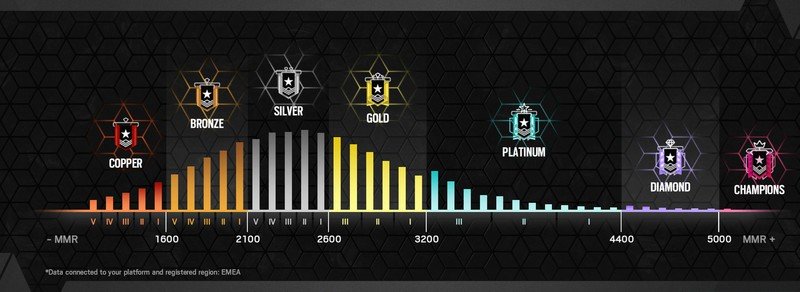 SILVER
GOLD
BRONZE
PLATINUM
COPPER
DIAMOND
CHAMPIONS
V IV III II I V IV III II I V IV III II I III II I III II I
- MMR 1600 2100 2600 3200 4400 5000 MMR +
*Data connected to your platform and registered region: EMEA